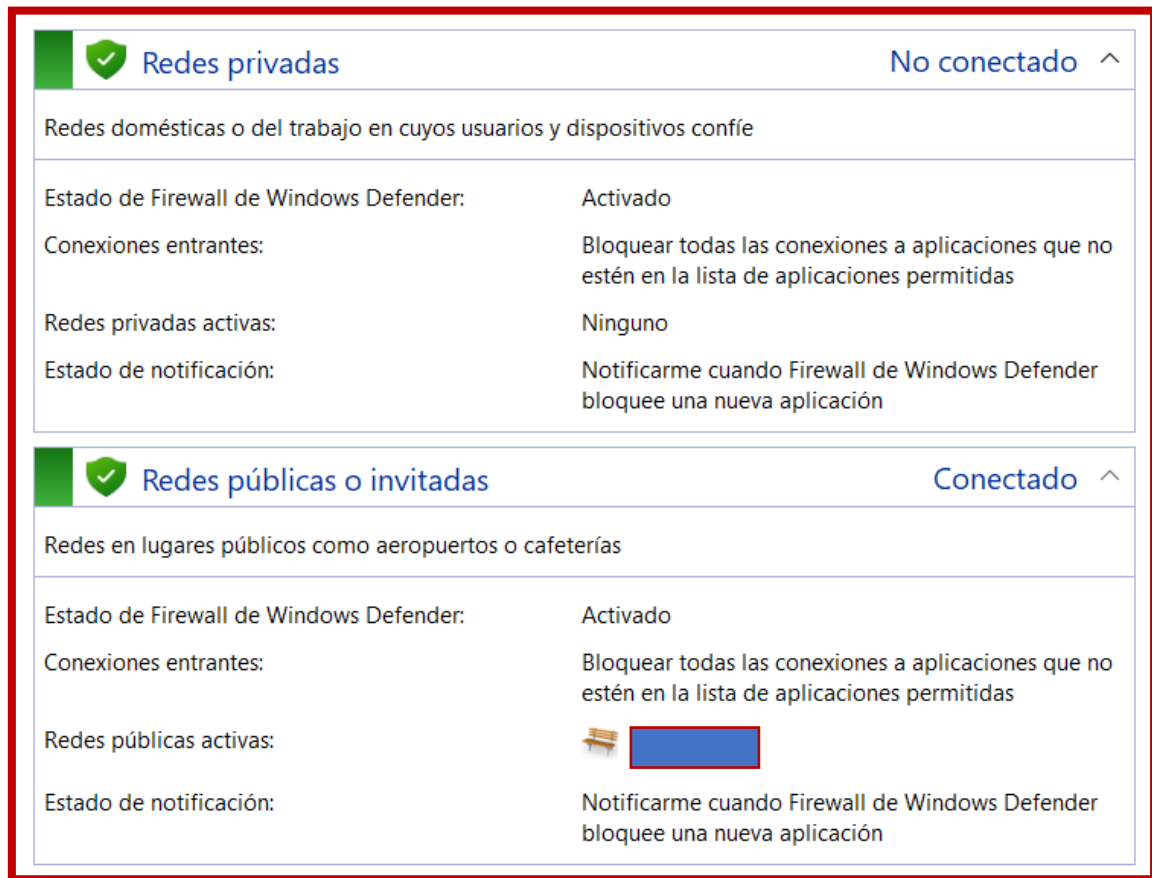 Redes privadas No conectado
Redes domésticas o del trabajo en cuyos usuarios y dispositivos confíe
Estado de Firewall de Windows Defender: Activado
Conexiones entrantes: Bloquear todas las conexiones a aplicaciones que no
estén en la lista de aplicaciones permitidas
Redes privadas activas: Ninguno
Estado de notificación: Notificarme cuando Firewall de Windows Defender
bloquee una nueva aplicación
Redes públicas o invitadas Conectado
Redes en lugares públicos como aeropuertos o cafeterías
Estado de Firewall de Windows Defender: Activado
Conexiones entrantes: Bloquear todas las conexiones a aplicaciones que no
estén en la lista de aplicaciones permitidas
Redes públicas activas:
Estado de notificación: Notificarme cuando Firewall de Windows Defender
bloquee una nueva aplicación